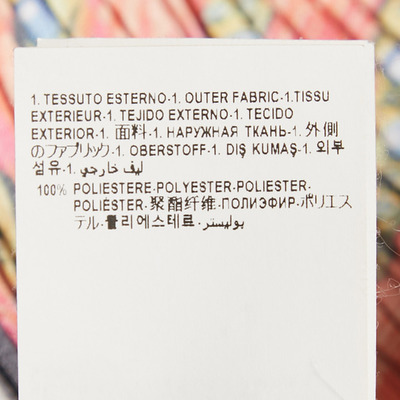 1. TESSUTO ESTERNO-1. OUTER FABRIC-1.TISSU
EXTERIEUR-1. TEJIDO EXTERNO-1. TECIDO
EXTERIOR-1. 面料-1. НАРУЖНАЯ ТКАНЬ-1. 外側
のファブリック-1. OBERSTOFF-1. DIŞ KUMAŞ-1. 외부
섬유-1. ليف خارجي
100% POLIESTERE-POLYESTER-POLIESTER-
POLIÉSTER-聚酯纤维-ПОЛИЭФИР-ポリエス
テル-폴리에스테르-بوليستر